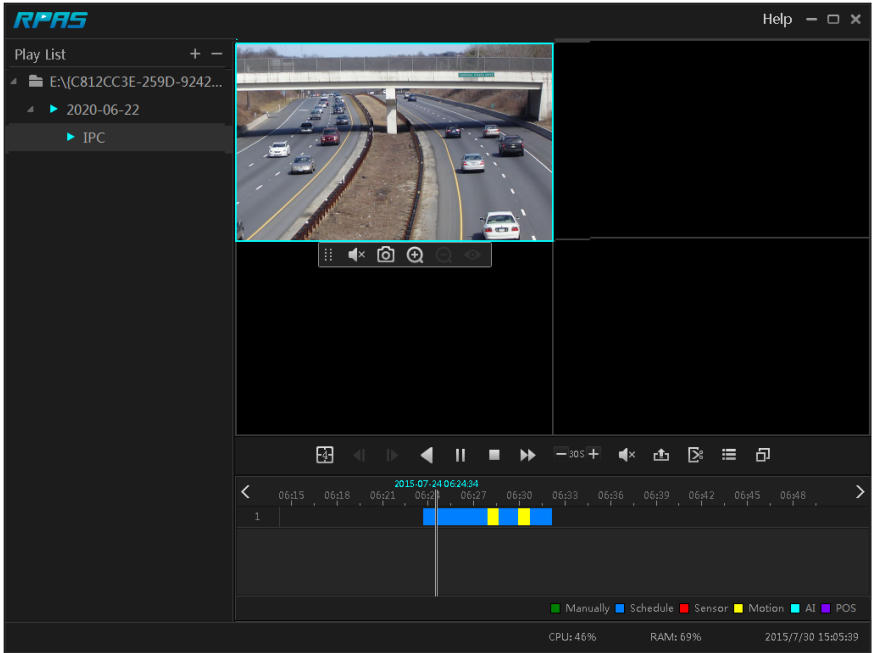 RPAS
Help
Play List
E:\{C812CC3E-259D-9242...
2020-06-22
IPC
4
30S
2015-07-24 06:24:34
06:15 06:18 06:21 06:24 06:27 06:30 06:33 06:36 06:39 06:42 06:45 06:48
1
Manually Schedule Sensor Motion AI POS
CPU: 46% RAM: 69% 2015/7/30 15:05:39